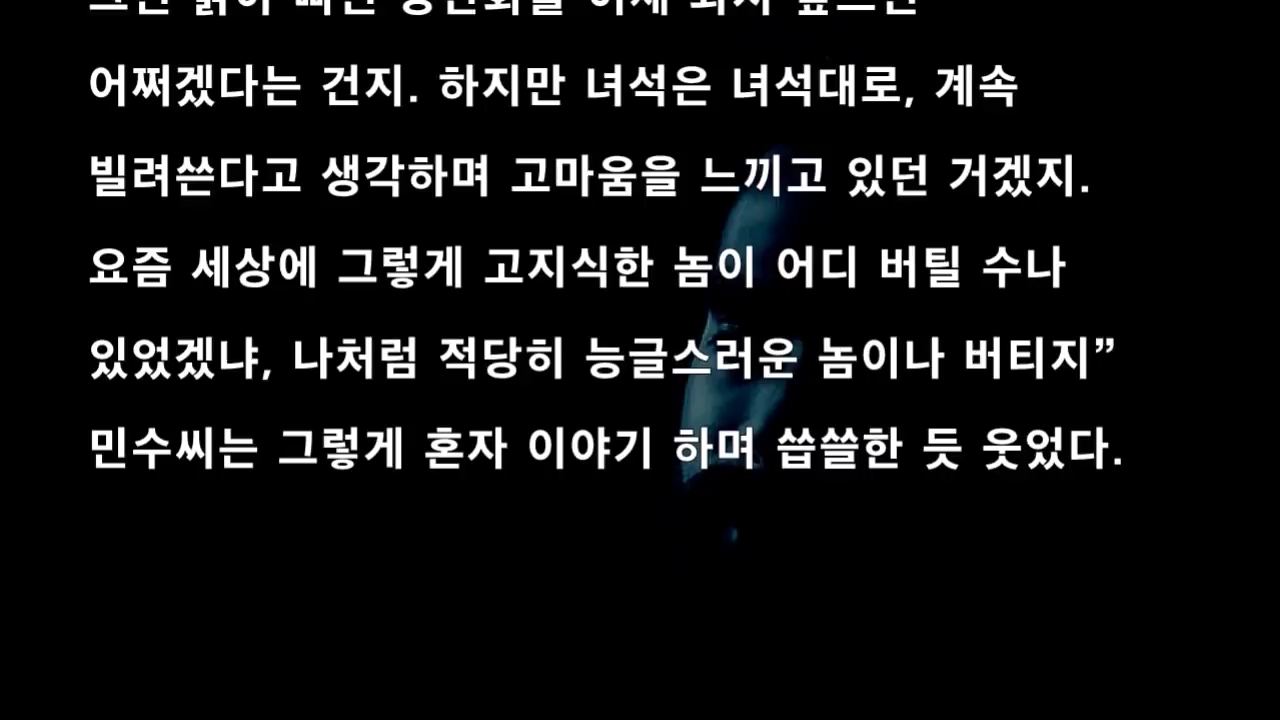 어쩌겠다는 건지. 하지만 녀석은 녀석대로, 계속
빌려쓴다고 생각하며 고마움을 느끼고 있던 거겠지.
요즘 세상에 그렇게 고지식한 놈이 어디 버틸 수나
있었겠냐, 나처럼 적당히 능글스러운 놈이나 버티지”
민수씨는 그렇게 혼자 이야기 하며 씁쓸한 듯 웃었다.